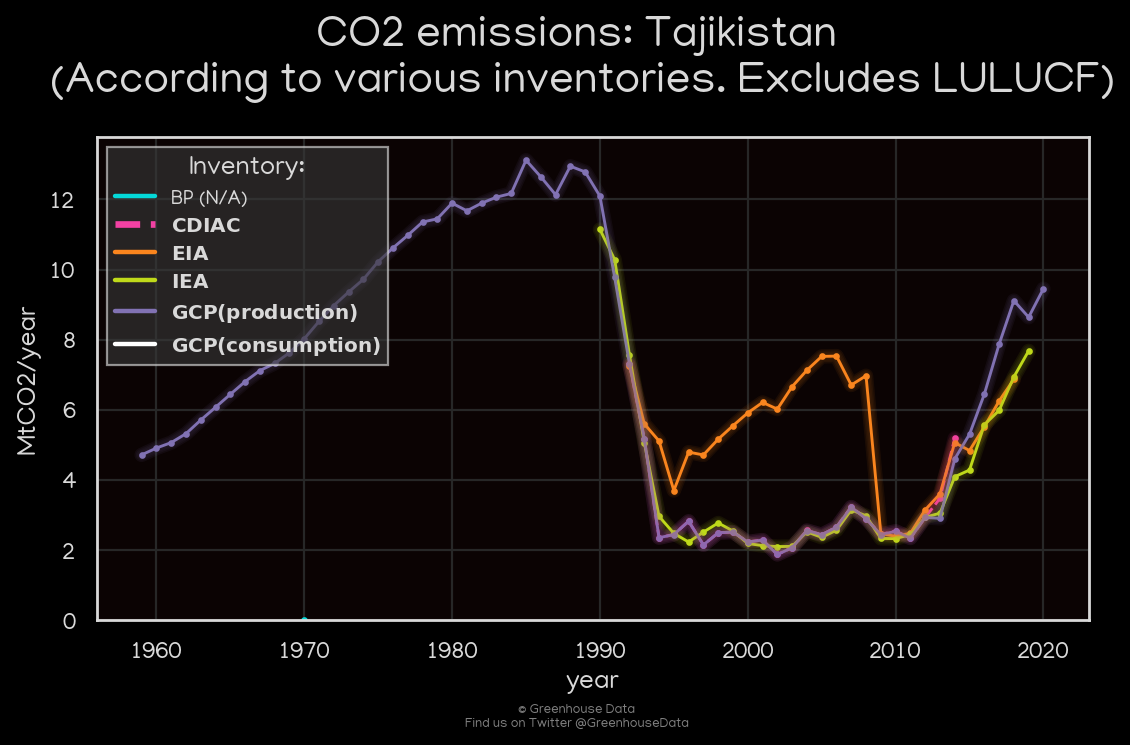 CO2 emissions: Tajikistan
(According to various inventories. Excludes LULUCF)
Inventory:
BP (N/A)
CDIAC
EIA
IEA
GCP(production)
GCP(consumption)
MtCO2/year
12
10
8
6
4
2
0
1960 1970 1980 1990 2000 2010 2020
year
© Greenhouse Data
Find us on Twitter @GreenhouseData